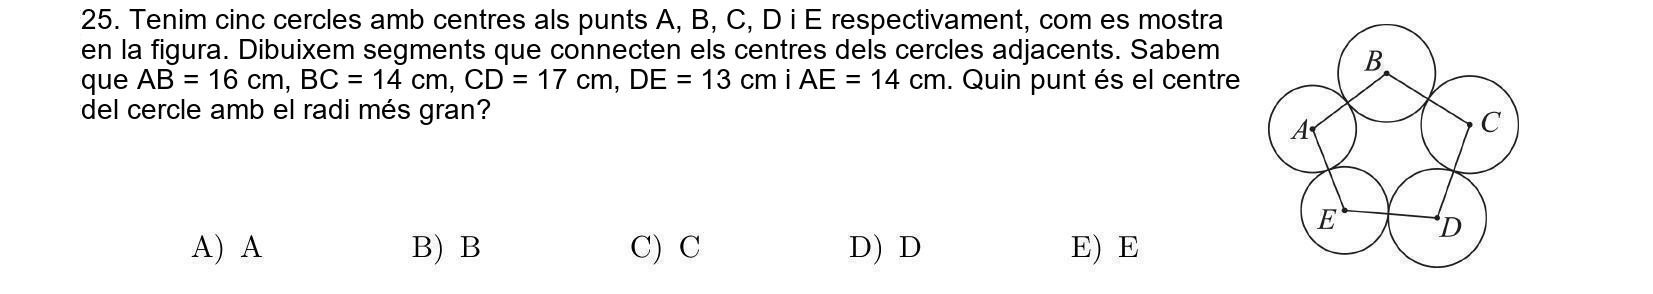 25. Tenim cinc cercles amb centres als punts A, B, C, D i E respectivament, com es mostra
en la figura. Dibuixem segments que connecten els centres dels cercles adjacents. Sabem
que AB = 16 cm, BC = 14 cm, CD = 17 cm, DE = 13 cm i AE = 14 cm. Quin punt és el centre
del cercle amb el radi més gran?
B
C
A
E
D
A) A B) B C) C D) D E) E